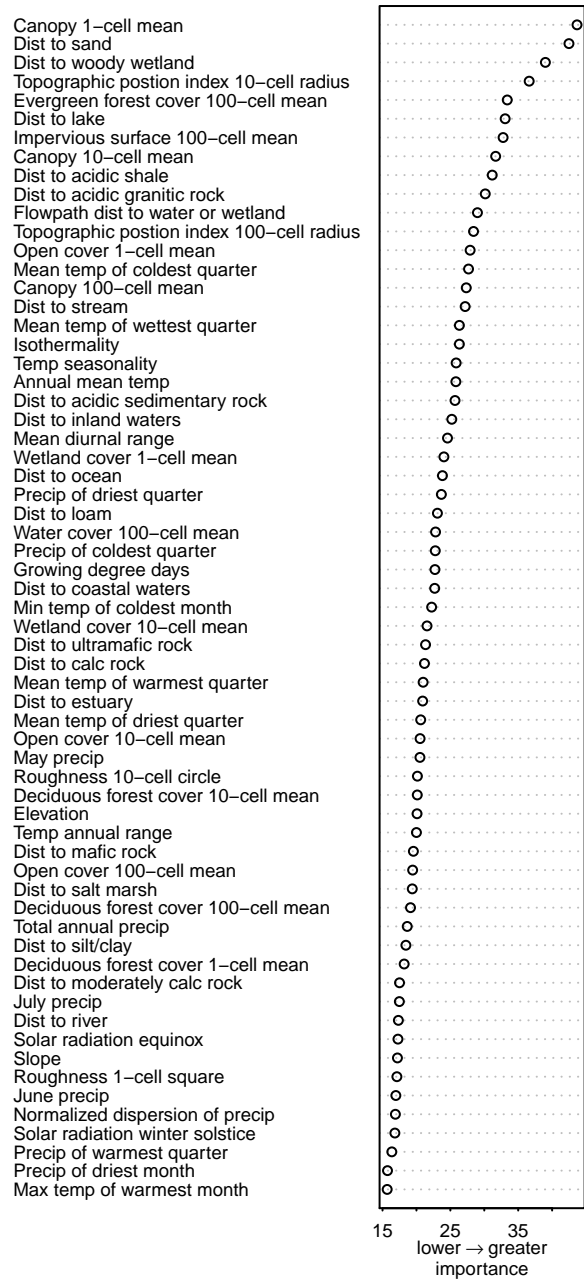 Canopy 1−cell mean
Dist to sand
Dist to woody wetland
Topographic postion index 10−cell radius
Evergreen forest cover 100−cell mean
Dist to lake
Impervious surface 100−cell mean
Canopy 10−cell mean
Dist to acidic shale
Dist to acidic granitic rock
Flowpath dist to water or wetland
Topographic postion index 100−cell radius
Open cover 1−cell mean
Mean temp of coldest quarter
Canopy 100−cell mean
Dist to stream
Mean temp of wettest quarter
Isothermality
Temp seasonality
Annual mean temp
Dist to acidic sedimentary rock
Dist to inland waters
Mean diurnal range
Wetland cover 1−cell mean
Dist to ocean
Precip of driest quarter
Dist to loam
Water cover 100−cell mean
Precip of coldest quarter
Growing degree days
Dist to coastal waters
Min temp of coldest month
Wetland cover 10−cell mean
Dist to ultramafic rock
Dist to calc rock
Mean temp of warmest quarter
Dist to estuary
Mean temp of driest quarter
Open cover 10−cell mean
May precip
Roughness 10−cell circle
Deciduous forest cover 10−cell mean
Elevation
Temp annual range
Dist to mafic rock
Open cover 100−cell mean
Dist to salt marsh
Deciduous forest cover 100−cell mean
Total annual precip
Dist to silt/clay
Deciduous forest cover 1−cell mean
Dist to moderately calc rock
July precip
Dist to river
Solar radiation equinox
Slope
Roughness 1−cell square
June precip
Normalized dispersion of precip
Solar radiation winter solstice
Precip of warmest quarter
Precip of driest month
Max temp of warmest month
15 25 35
lower → greater
importance